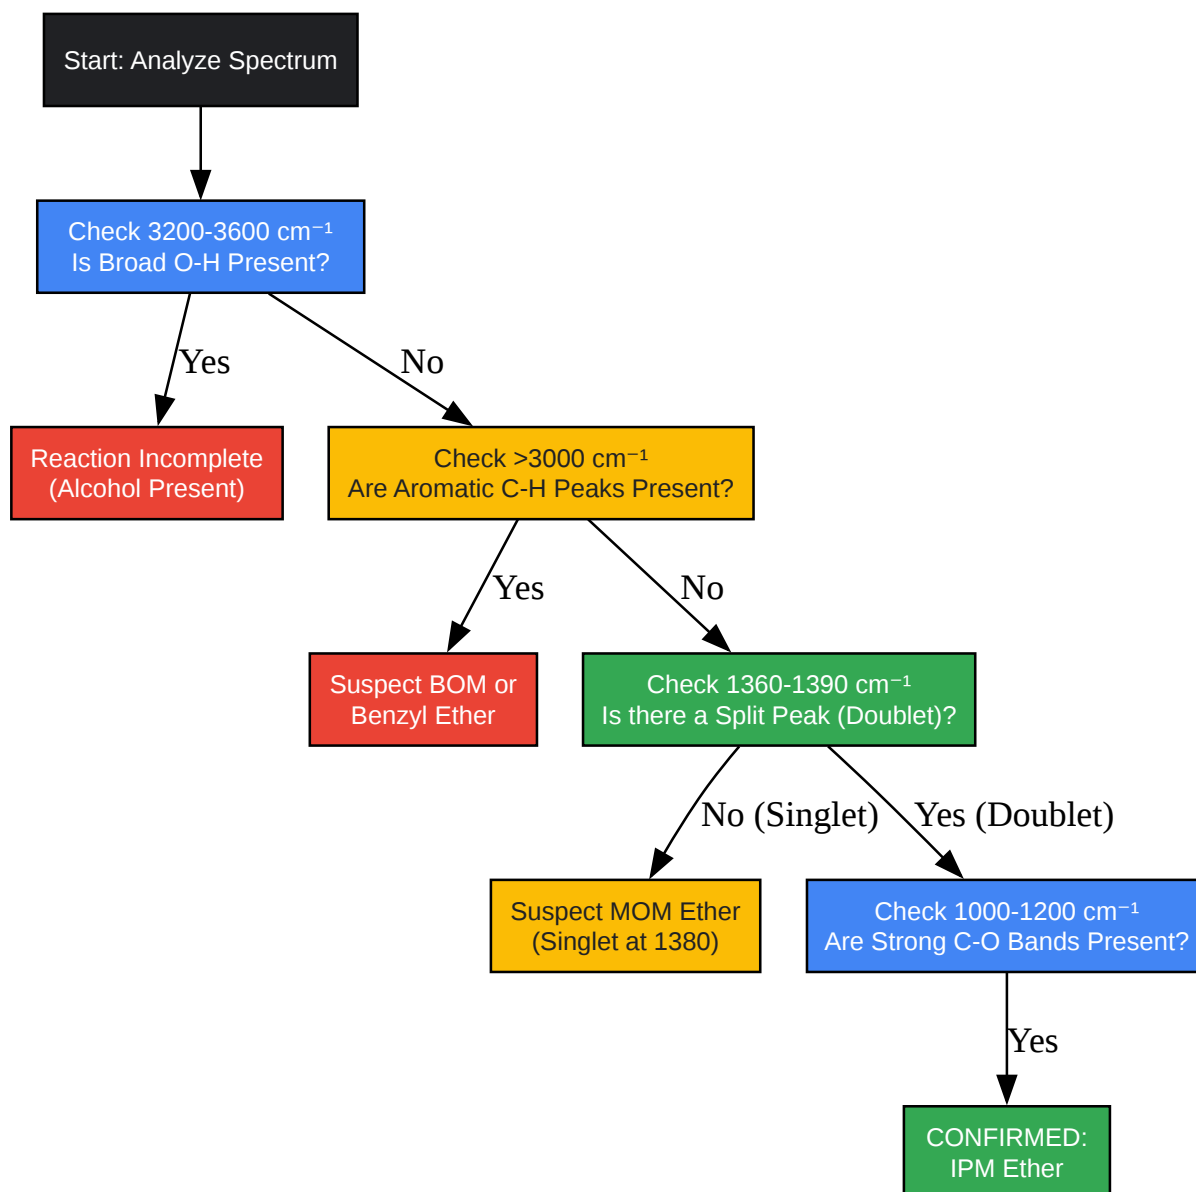 Start: Analyze Spectrum
Check 3200-3600 cm⁻¹
Is Broad O-H Present?
Yes
No
Reaction Incomplete
(Alcohol Present)
Check >3000 cm⁻¹
Are Aromatic C-H Peaks Present?
Yes
No
Suspect BOM or
Benzyl Ether
Check 1360-1390 cm⁻¹
Is there a Split Peak (Doublet)?
No (Singlet)
Yes (Doublet)
Suspect MOM Ether
(Singlet at 1380)
Check 1000-1200 cm⁻¹
Are Strong C-O Bands Present?
Yes
CONFIRMED:
IPM Ether